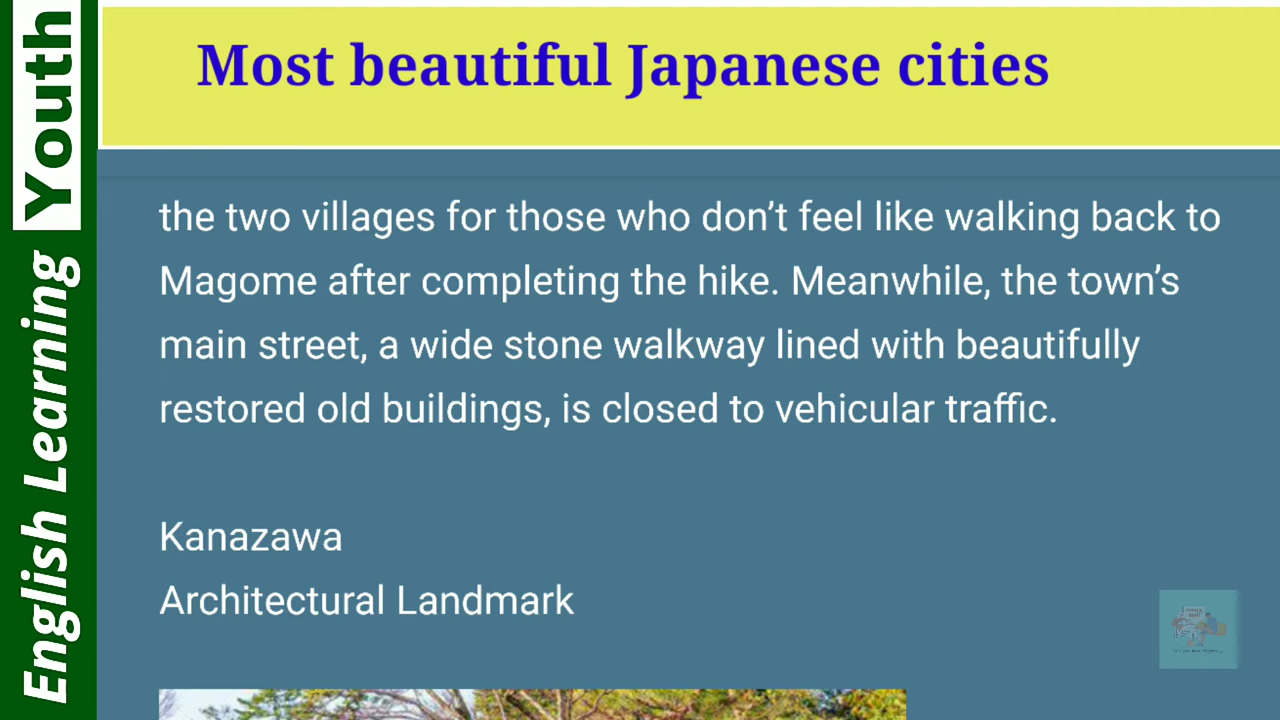 English Learning Youth
Most beautiful Japanese cities
the two villages for those who don’t feel like walking back to
Magome after completing the hike. Meanwhile, the town’s
main street, a wide stone walkway lined with beautifully
restored old buildings, is closed to vehicular traffic.
Kanazawa
Architectural Landmark